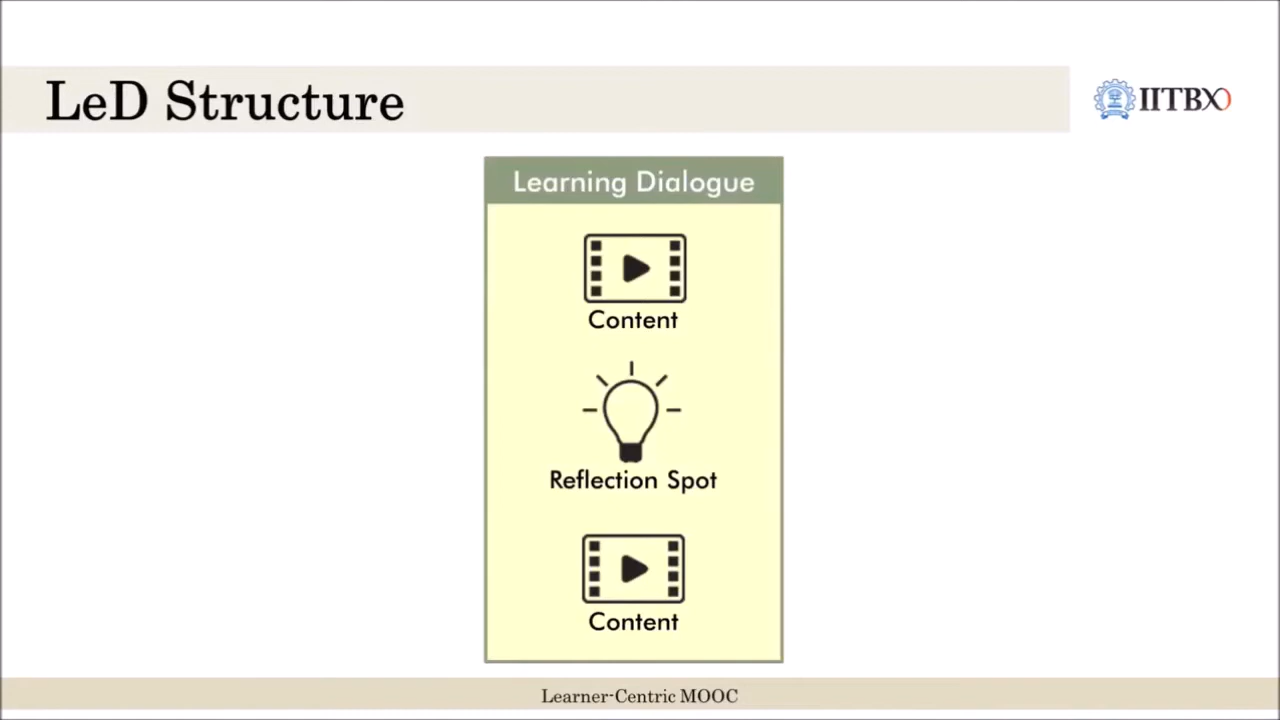 LeD Structure
IITBX
Learning Dialogue
Content
Reflection Spot
Content
Learner-Centric MOOC